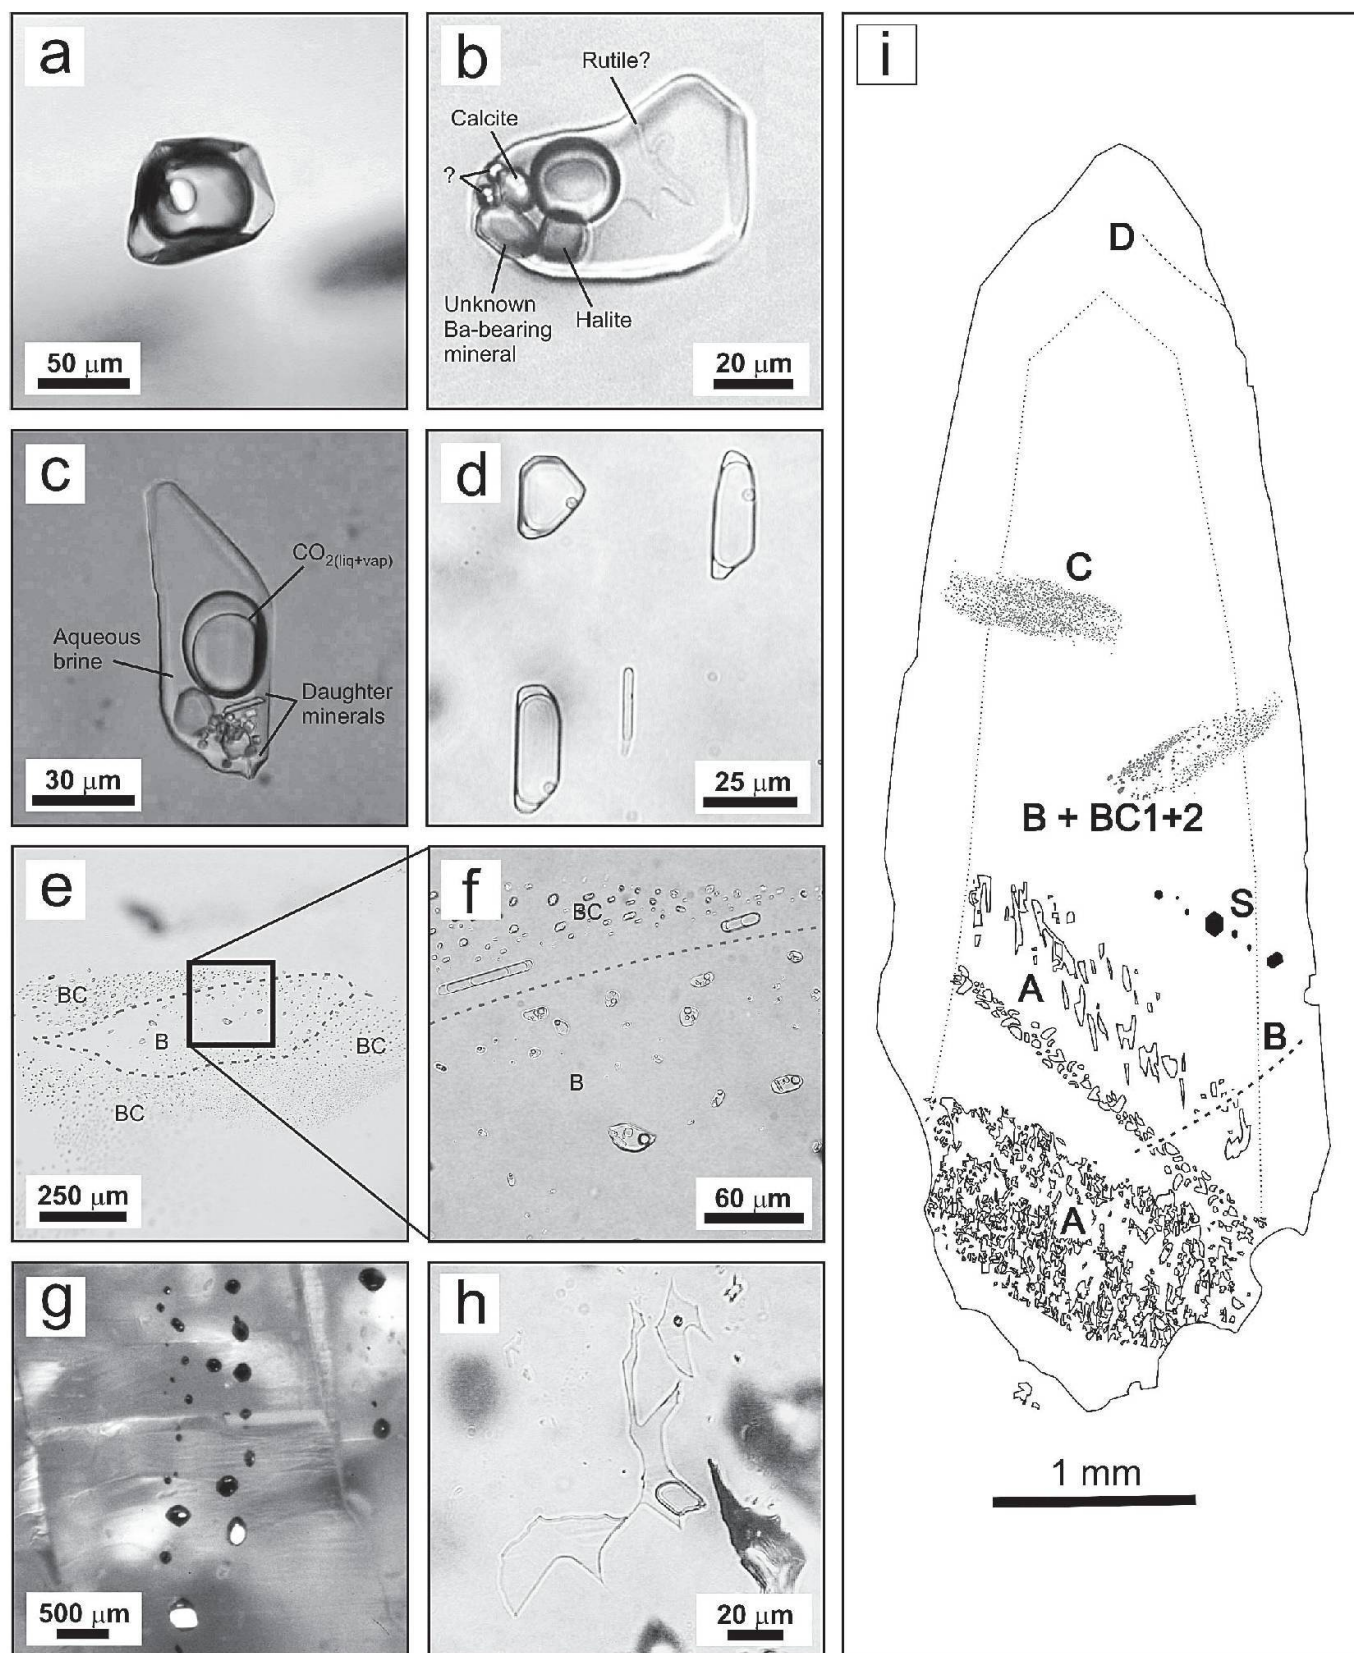 a
50 μm
b
Rutile?
Calcite
?
Unknown
Ba-bearing
mineral
Halite
20 μm
c
CO2(liq+vap)
Aqueous
brine
Daughter
minerals
30 μm
d
25 μm
e
BC
B
BC
BC
250 μm
f
BC
B
60 μm
g
500 μm
h
20 μm
i
D
C
B + BC1+2
S
A
B
A
1 mm